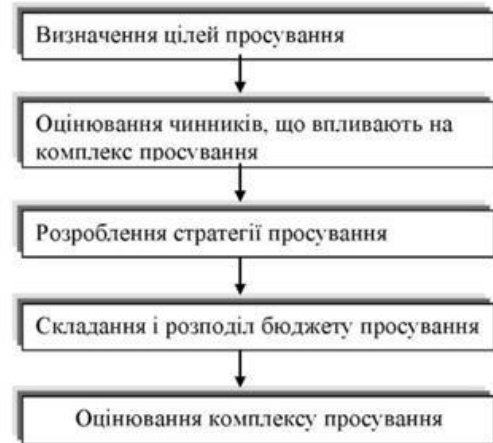 Визначення цілей просування
Оцінювання чинників, що впливають на
комплекс просування
Розроблення стратегії просування
Складання і розподіл бюджету просування
Оцінювання комплексу просування